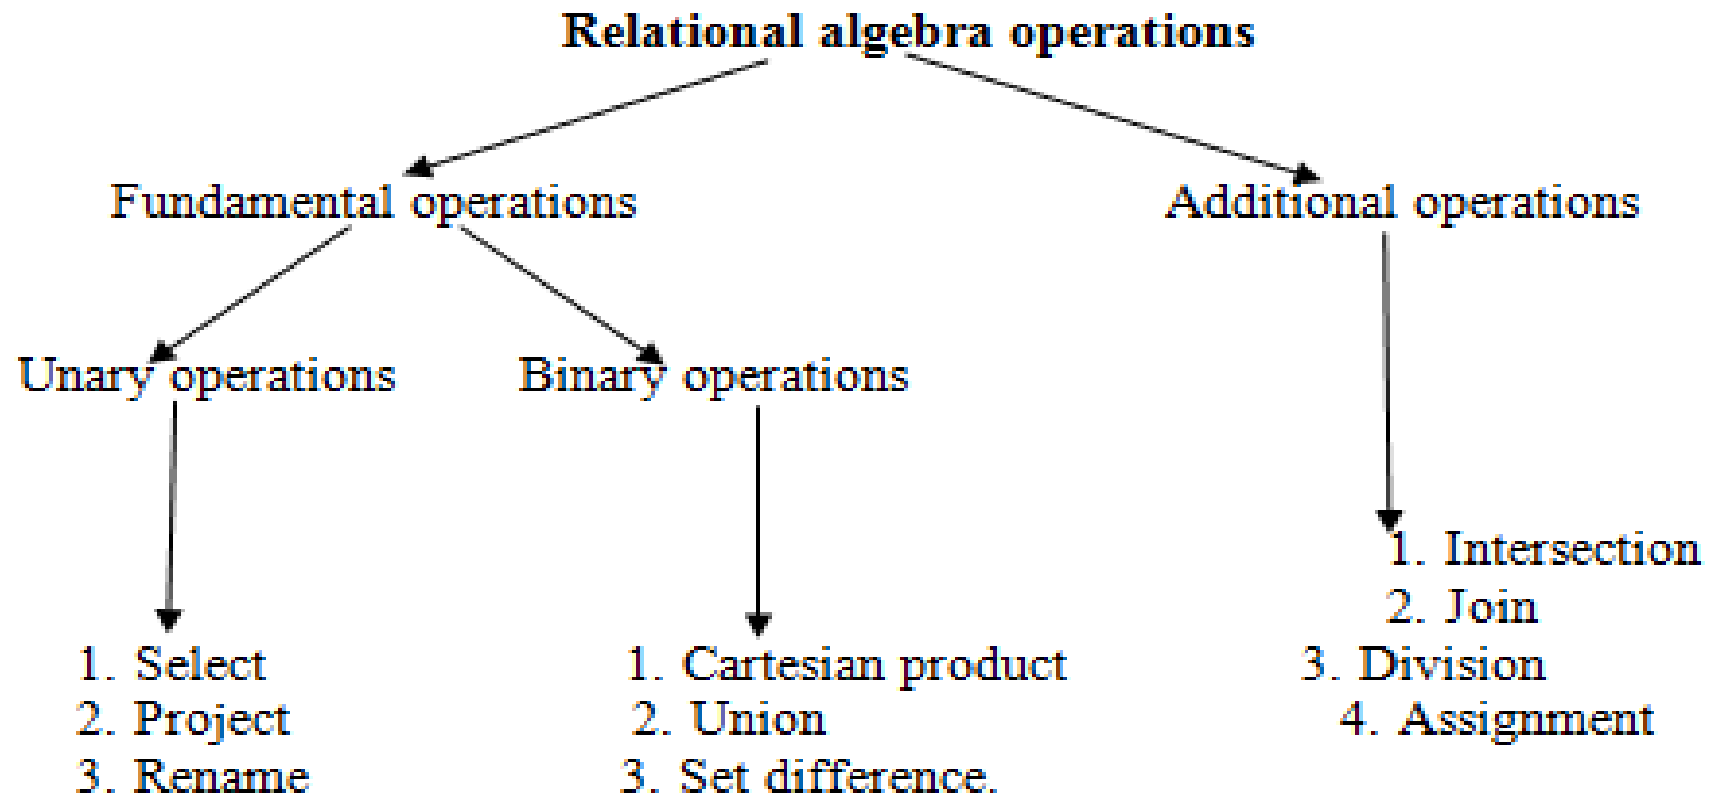 Relational algebra operations
Fundamental operations
Additional operations
Unary operations
Binary operations
1. Select
2. Project
3. Rename
1. Cartesian product
2. Union
3. Set difference.
1. Intersection
2. Join
3. Division
4. Assignment